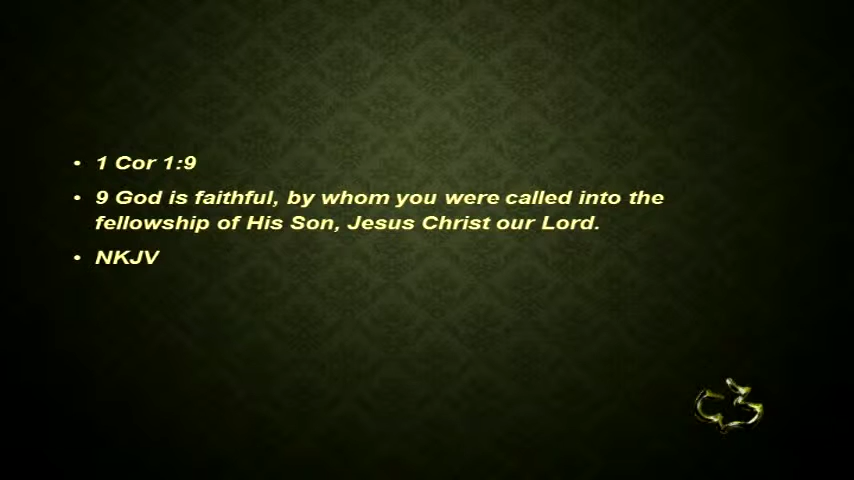 • 1 Cor 1:9
• 9 God is faithful, by whom you were called into the
fellowship of His Son, Jesus Christ our Lord.
• NKJV
C3